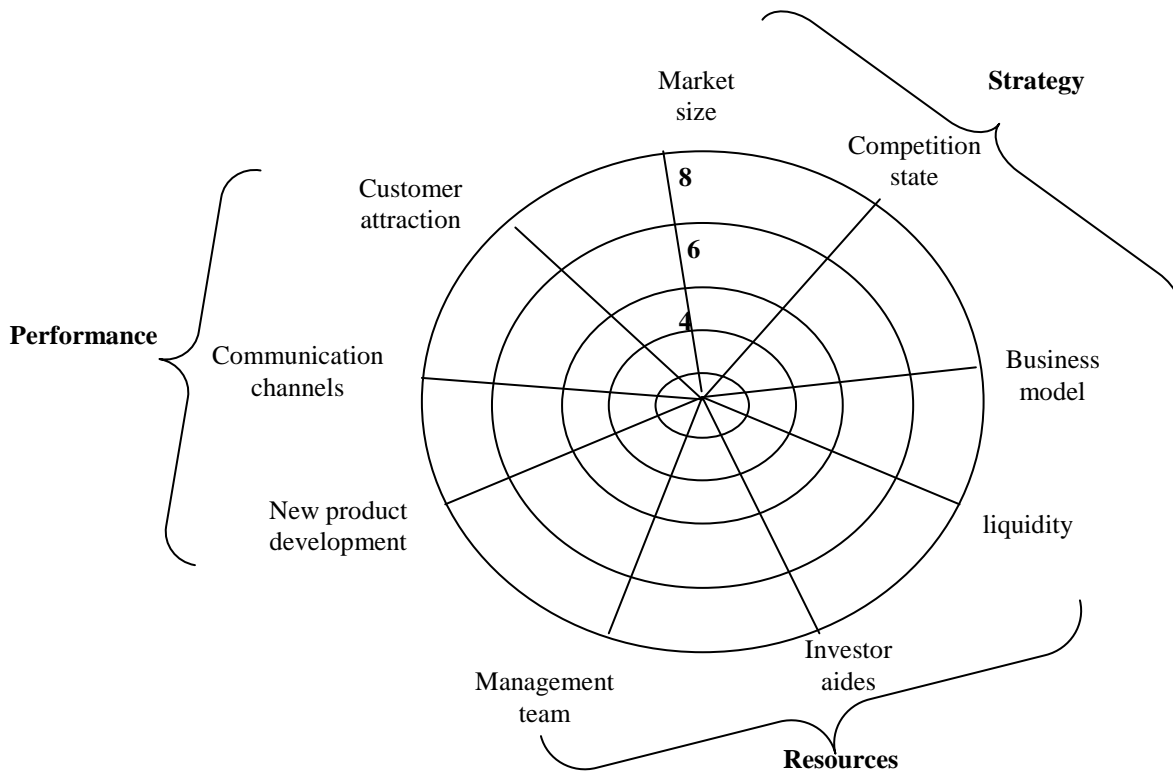 Market
size
Strategy
Competition
state
8
Customer
attraction
6
4
Performance
Communication
channels
Business
model
New product
development
liquidity
Investor
aides
Management
team
Resources